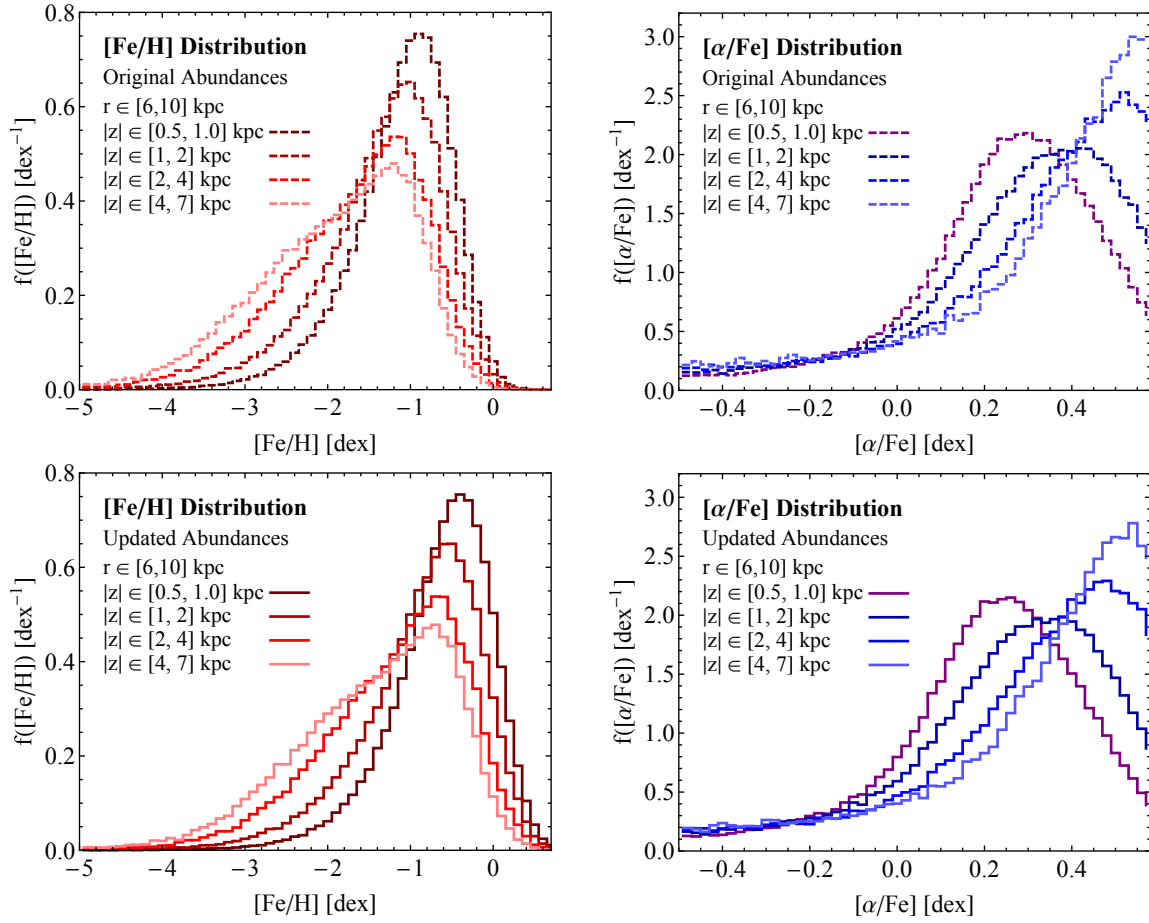 [Fe/H] Distribution
Original Abundances
r ∈ [6,10] kpc
|z| ∈ [0.5, 1.0] kpc
|z| ∈ [1, 2] kpc
|z| ∈ [2, 4] kpc
|z| ∈ [4, 7] kpc
f([Fe/H]) [dex⁻¹]
0.8
0.6
0.4
0.2
0.0
−5 −4 −3 −2 −1 0
[Fe/H] [dex]
[α/Fe] Distribution
Original Abundances
r ∈ [6,10] kpc
|z| ∈ [0.5, 1.0] kpc
|z| ∈ [1, 2] kpc
|z| ∈ [2, 4] kpc
|z| ∈ [4, 7] kpc
f([α/Fe]) [dex⁻¹]
3.0
2.5
2.0
1.5
1.0
0.5
0.0
−0.4 −0.2 0.0 0.2 0.4
[α/Fe] [dex]
[Fe/H] Distribution
Updated Abundances
r ∈ [6,10] kpc
|z| ∈ [0.5, 1.0] kpc
|z| ∈ [1, 2] kpc
|z| ∈ [2, 4] kpc
|z| ∈ [4, 7] kpc
f([Fe/H]) [dex⁻¹]
0.8
0.6
0.4
0.2
0.0
−5 −4 −3 −2 −1 0
[Fe/H] [dex]
[α/Fe] Distribution
Updated Abundances
r ∈ [6,10] kpc
|z| ∈ [0.5, 1.0] kpc
|z| ∈ [1, 2] kpc
|z| ∈ [2, 4] kpc
|z| ∈ [4, 7] kpc
f([α/Fe]) [dex⁻¹]
3.0
2.5
2.0
1.5
1.0
0.5
0.0
−0.4 −0.2 0.0 0.2 0.4
[α/Fe] [dex]